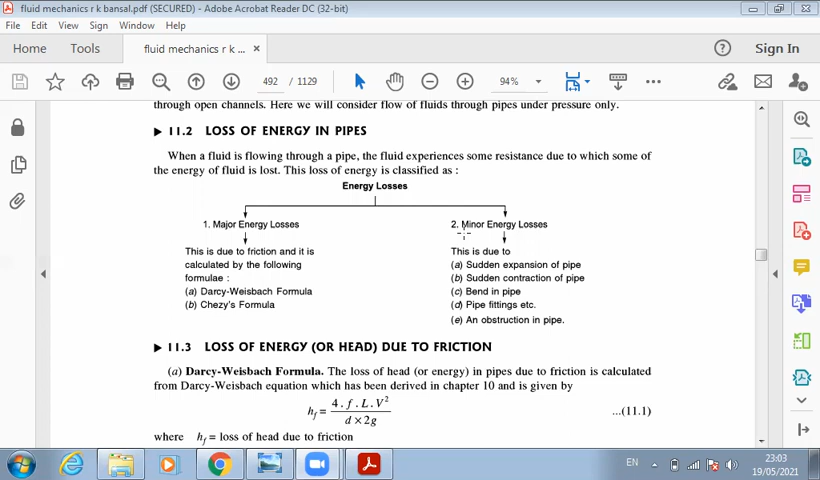 fluid mechanics r k bansal.pdf (SECURED) - Adobe Acrobat Reader DC (32-bit)
File Edit View Sign Window Help
Home Tools fluid mechanics r k ... × Sign In
492 / 1129 94%
through open channels. Here we will consider flow of fluids through pipes under pressure only.
▶ 11.2 LOSS OF ENERGY IN PIPES
When a fluid is flowing through a pipe, the fluid experiences some resistance due to which some of
the energy of fluid is lost. This loss of energy is classified as :
Energy Losses
1. Major Energy Losses
This is due to friction and it is
calculated by the following
formulae :
(a) Darcy-Weisbach Formula
(b) Chezy's Formula
2. Minor Energy Losses
This is due to
(a) Sudden expansion of pipe
(b) Sudden contraction of pipe
(c) Bend in pipe
(d) Pipe fittings etc.
(e) An obstruction in pipe.
▶ 11.3 LOSS OF ENERGY (OR HEAD) DUE TO FRICTION
(a) Darcy-Weisbach Formula. The loss of head (or energy) in pipes due to friction is calculated
from Darcy-Weisbach equation which has been derived in chapter 10 and is given by
h_f = 4 . f . L . V² / d × 2g ...(11.1)
where h_f = loss of head due to friction
EN 23:03
19/05/2021